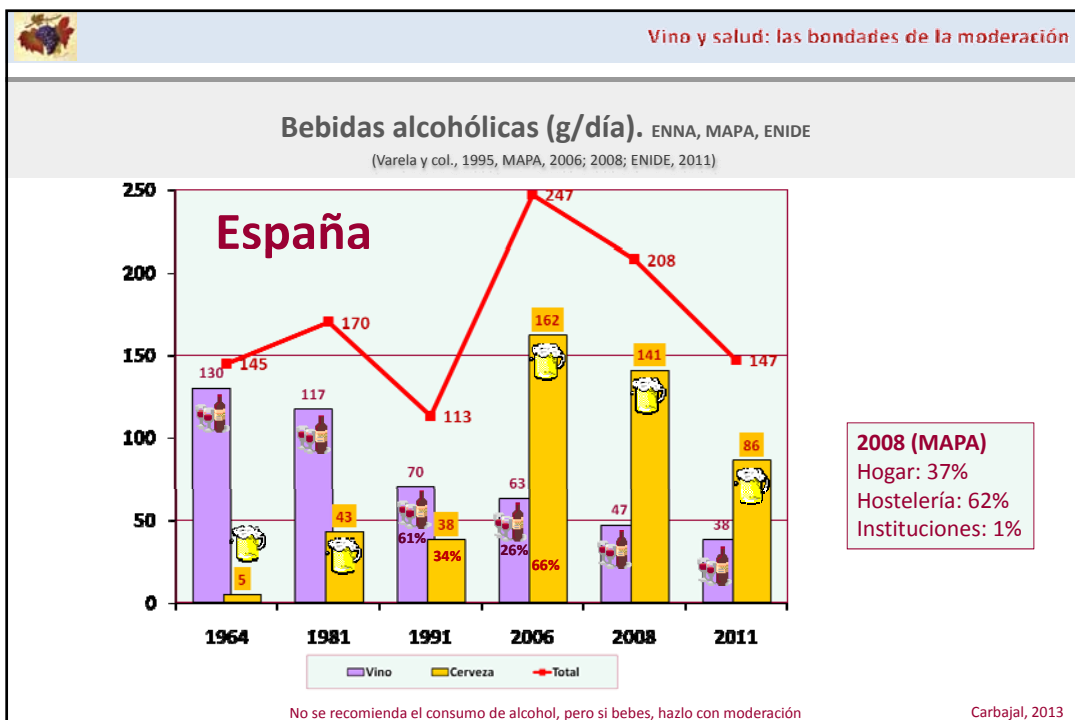 Vino y salud: las bondades de la moderación
Bebidas alcohólicas (g/día). ENNA, MAPA, ENIDE
(Varela y col., 1995, MAPA, 2006; 2008; ENIDE, 2011)
España
250
200
150
100
50
0
247
208
170
162
145
141
147
130
117
113
86
70
63
47
43
38
38
5
61%
34%
26%
66%
1964 1981 1991 2006 2008 2011
Vino Cerveza Total
2008 (MAPA)
Hogar: 37%
Hostelería: 62%
Instituciones: 1%
No se recomienda el consumo de alcohol, pero si bebes, hazlo con moderación
Carbajal, 2013